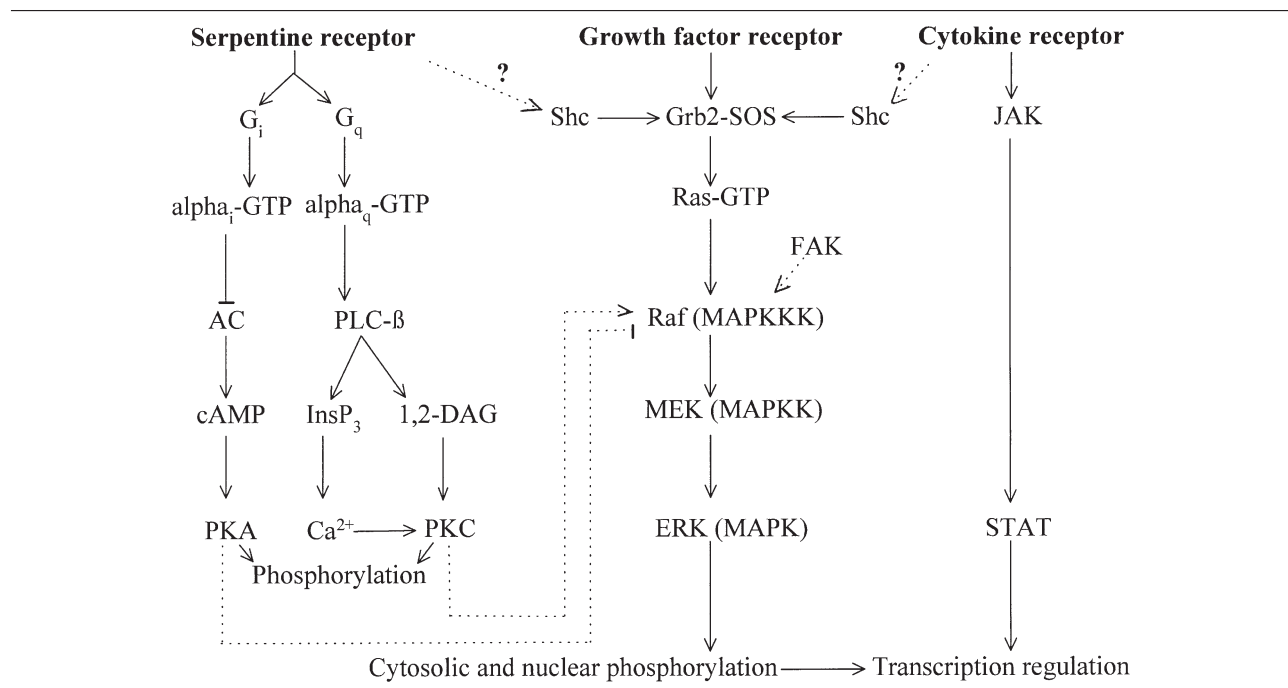 Serpentine receptor Growth factor receptor Cytokine receptor
? ?
Gi Gq Shc Grb2-SOS Shc JAK
alphai-GTP alphaq-GTP Ras-GTP
FAK
AC PLC-ß Raf (MAPKKK)
cAMP InsP3 1,2-DAG MEK (MAPKK)
PKA Ca2+ PKC ERK (MAPK) STAT
Phosphorylation
Cytosolic and nuclear phosphorylation Transcription regulation